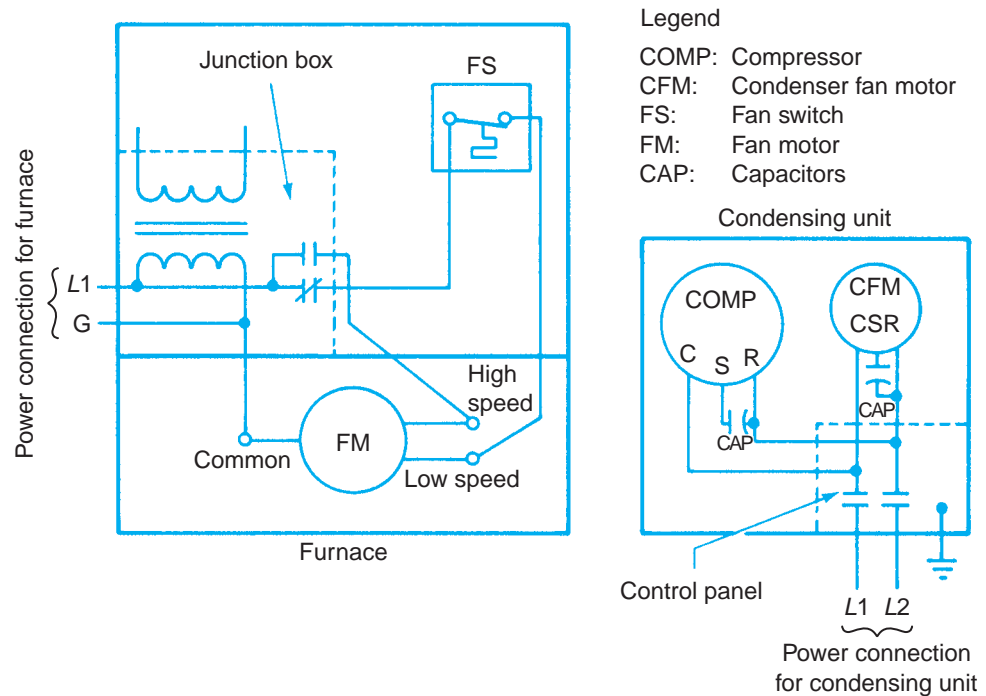 Junction box
FS
Power connection for furnace
L1
G
High
speed
FM
Common
Low speed
Furnace
Legend
COMP: Compressor
CFM: Condenser fan motor
FS: Fan switch
FM: Fan motor
CAP: Capacitors
Condensing unit
COMP
C
S
R
CAP
CFM
CSR
CAP
Control panel
L1 L2
Power connection
for condensing unit